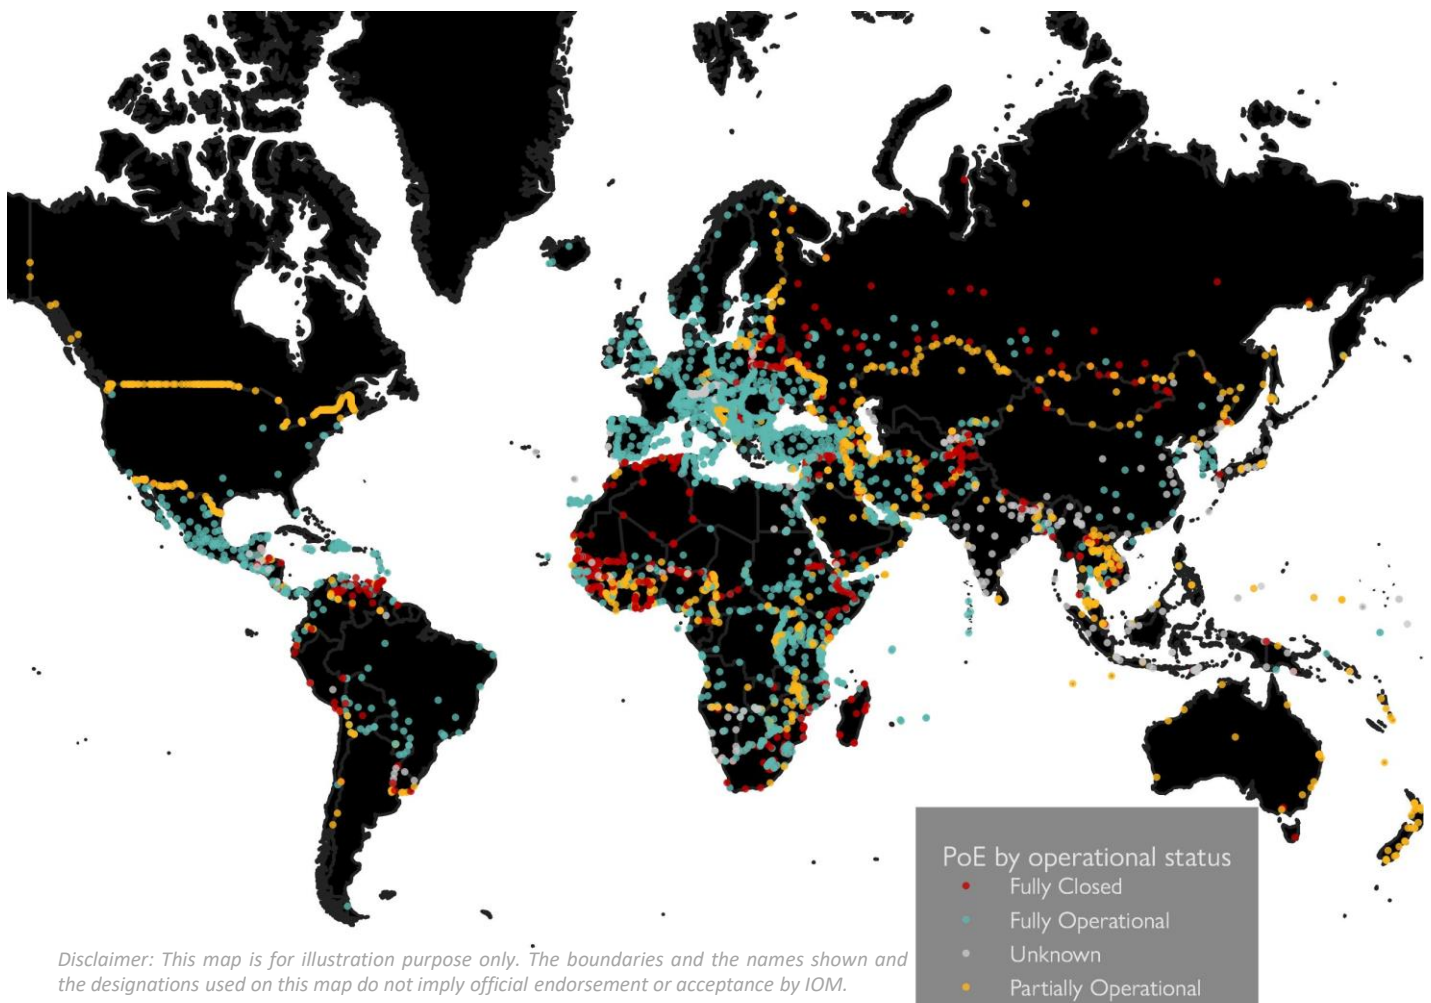 PoE by operational status
Fully Closed
Fully Operational
Unknown
Partially Operational
Disclaimer: This map is for illustration purpose only. The boundaries and the names shown and
the designations used on this map do not imply official endorsement or acceptance by IOM.